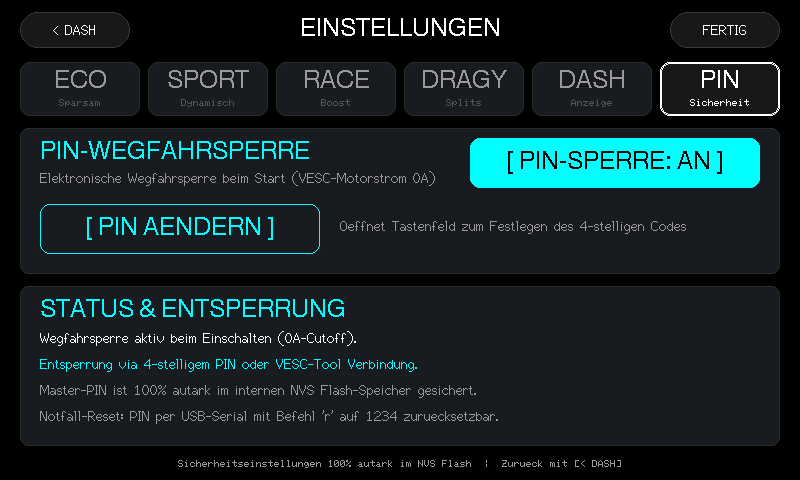 < DASH
EINSTELLUNGEN
FERTIG
ECO
Sparsam
SPORT
Dynamisch
RACE
Boost
DRAGY
Splits
DASH
Anzeige
PIN
Sicherheit
PIN-WEGFAHRSPERRE
Elektronische Wegfahrsperre beim Start (VESC-Motorstrom 0A)
[ PIN-SPERRE: AN ]
[ PIN AENDERN ]
Oeffnet Tastenfeld zum Festlegen des 4-stelligen Codes
STATUS & ENTSPERRUNG
Wegfahrsperre aktiv beim Einschalten (0A-Cutoff).
Entsperrung via 4-stelligem PIN oder VESC-Tool Verbindung.
Master-PIN ist 100% autark im internen NVS Flash-Speicher gesichert.
Notfall-Reset: PIN per USB-Serial mit Befehl 'r' auf 1234 zuruecksetzbar.
Sicherheitseinstellungen 100% autark im NVS Flash ¦ Zurueck mit [< DASH]